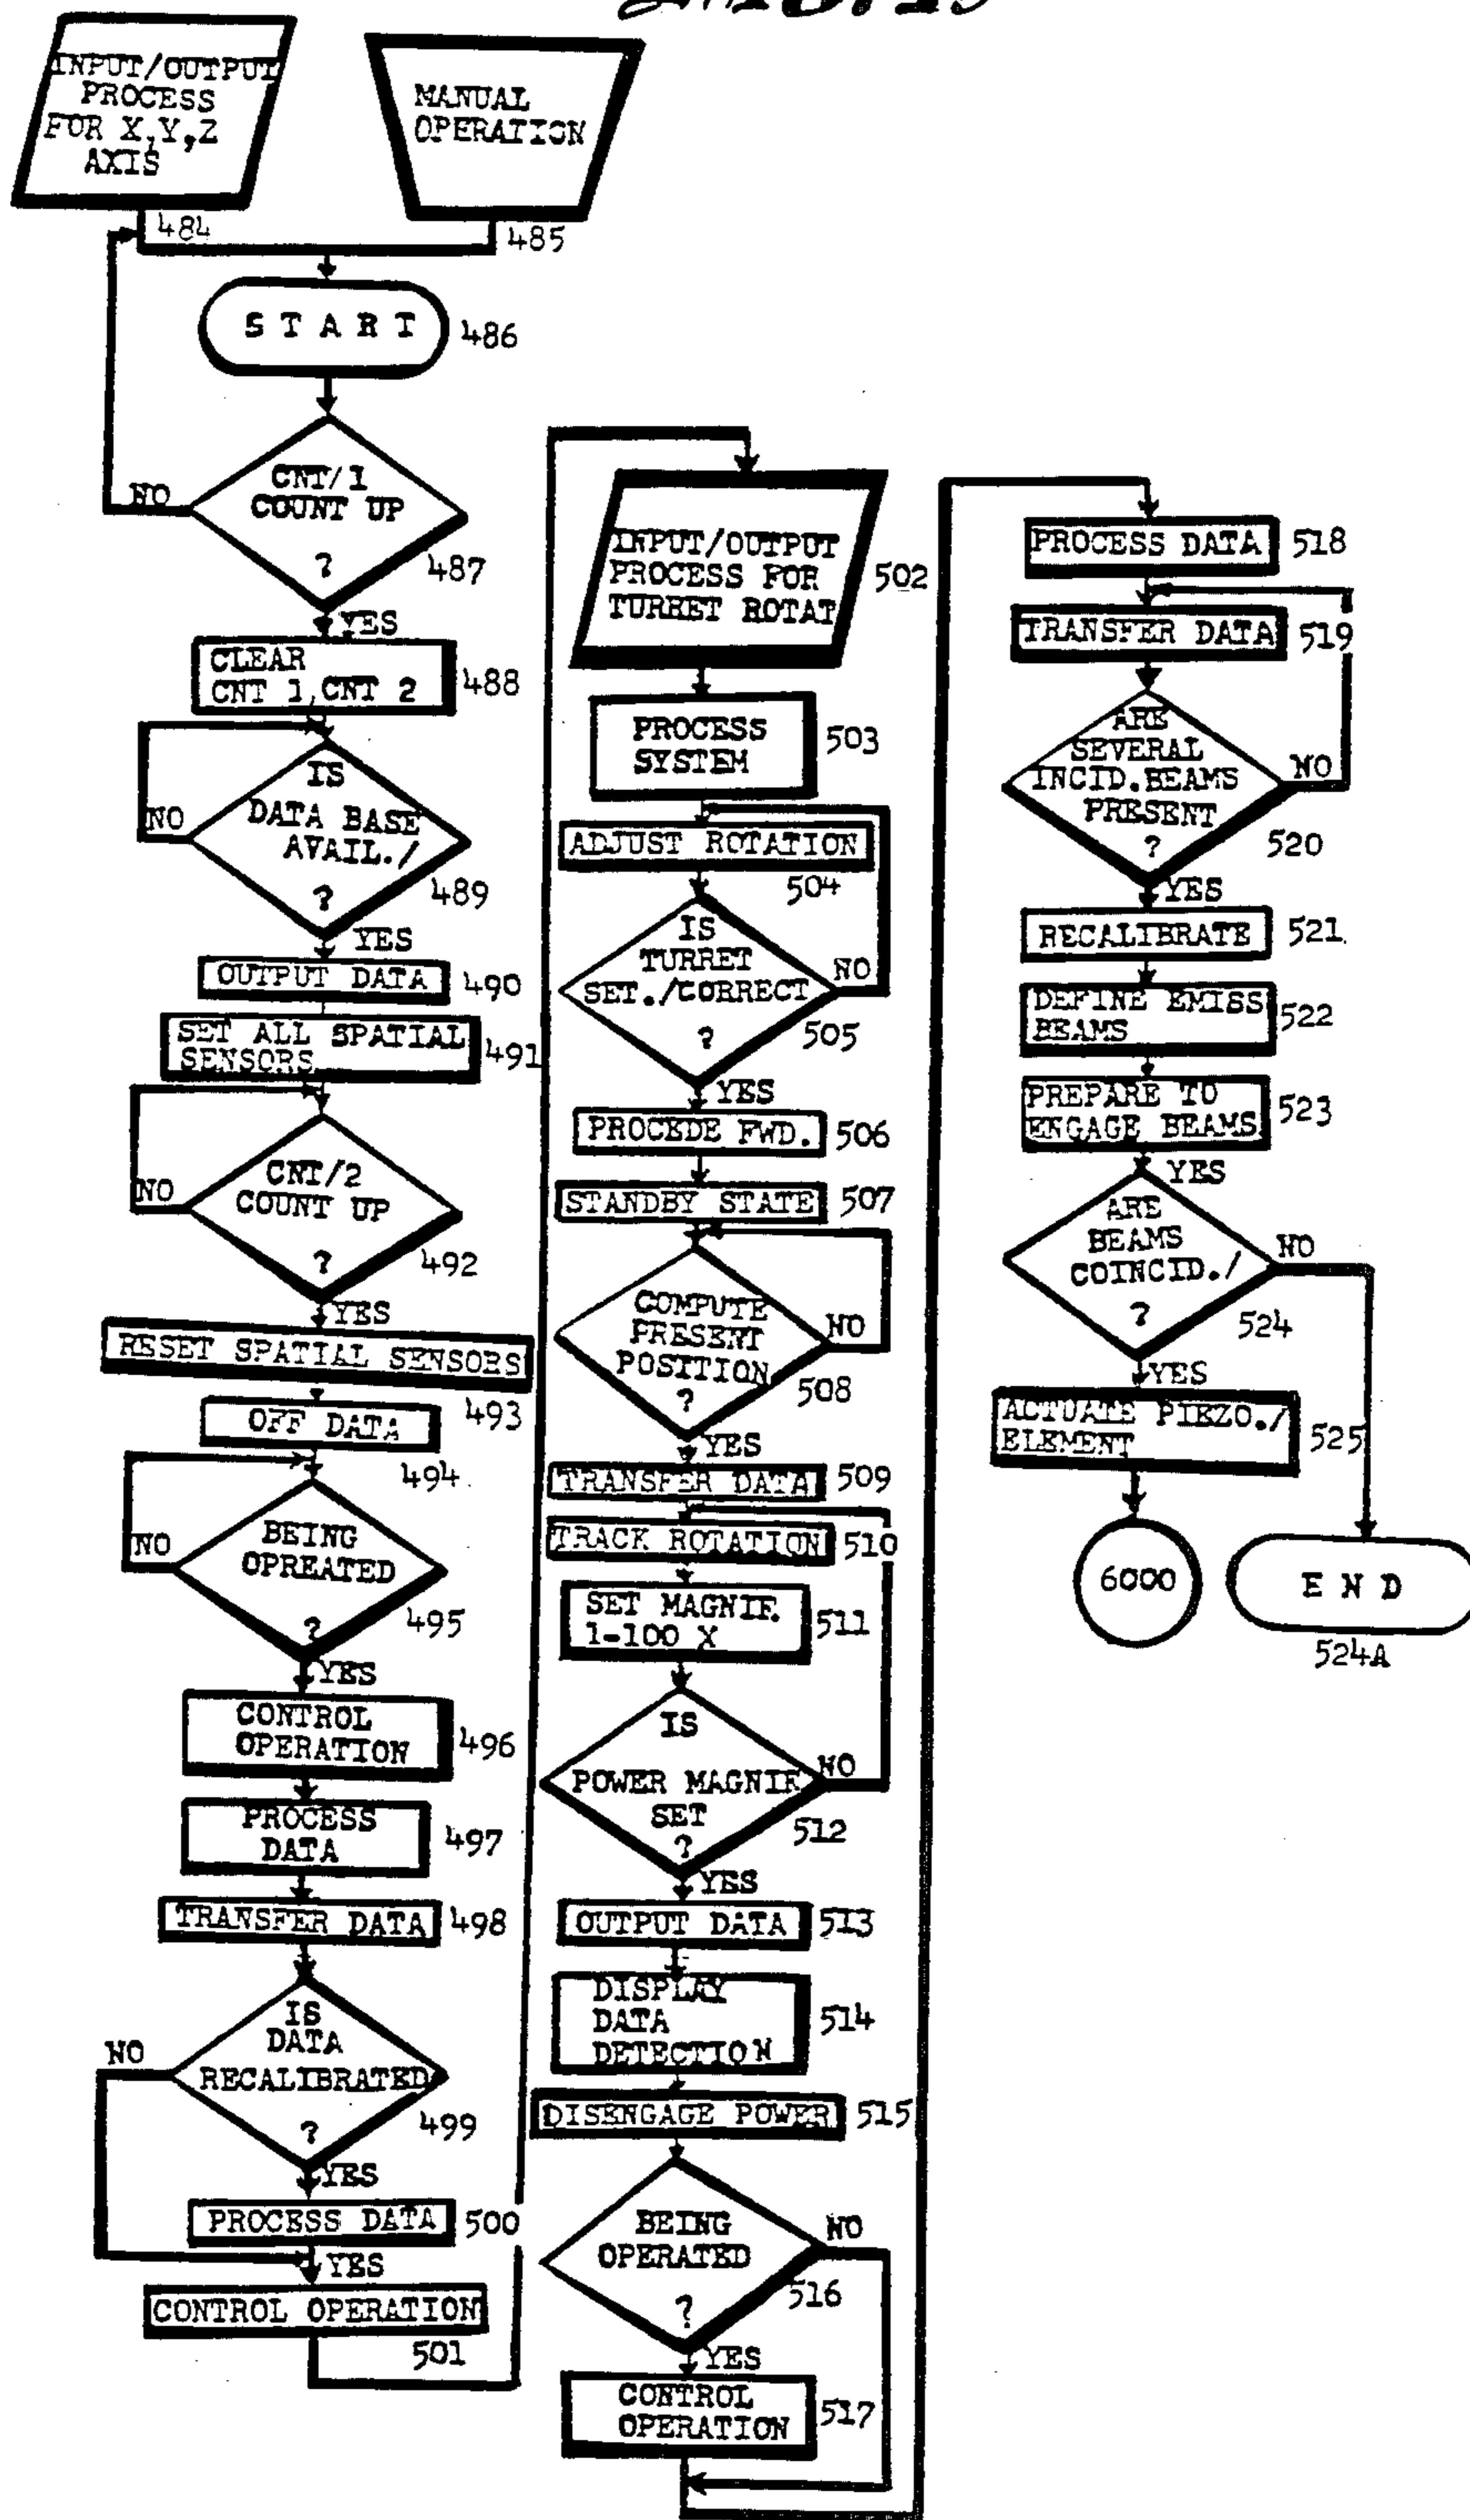 INPUT/OUTPUT
PROCESS
FOR X,Y,Z
AXIS
484
MANUAL
OPERATION
485
START
486
CNT/1
COUNT UP
?
NO
487
YES
CLEAR
CNT 1,CNT 2
488
IS
DATA BASE
AVAIL./
?
NO
489
YES
OUTPUT DATA
490
SET ALL SPATIAL
SENSORS
491
CNT/2
COUNT UP
?
NO
492
YES
RESET SPATIAL SENSORS
493
OFF DATA
494
BEING
OPREATED
?
NO
495
YES
CONTROL
OPERATION
496
PROCESS
DATA
497
TRANSFER DATA
498
IS
DATA
RECALIBRATED
?
NO
499
YES
PROCESS DATA
500
YES
CONTROL OPERATION
501
INPUT/OUTPUT
PROCESS FOR
TURRET ROTAT
502
PROCESS
SYSTEM
503
ADJUST ROTATION
504
IS
TURRET
SET./CORRECT
?
NO
505
YES
PROCEDE FWD.
506
STANDBY STATE
507
COMPUTE
PRESENT
POSITION
?
NO
508
YES
TRANSFER DATA
509
TRACK ROTATION
510
SET MAGNIF.
1-100 X
511
IS
POWER MAGNIF
SET
?
NO
512
YES
OUTPUT DATA
513
DISPLAY
DATA
DETECTION
514
DISENGAGE POWER
515
BEING
OPERATED
?
NO
516
YES
CONTROL
OPERATION
517
PROCESS DATA
518
TRANSFER DATA
519
ARE
SEVERAL
INCID.BEAMS
PRESENT
?
NO
520
YES
RECALIBRATE
521
DEFINE EMISS
BEAMS
522
PREPARE TO
ENGAGE BEAMS
523
YES
ARE
BEAMS
COINCID./
?
NO
524
YES
ACTUATE PIEZO./
ELEMENT
525
6000
END
524A